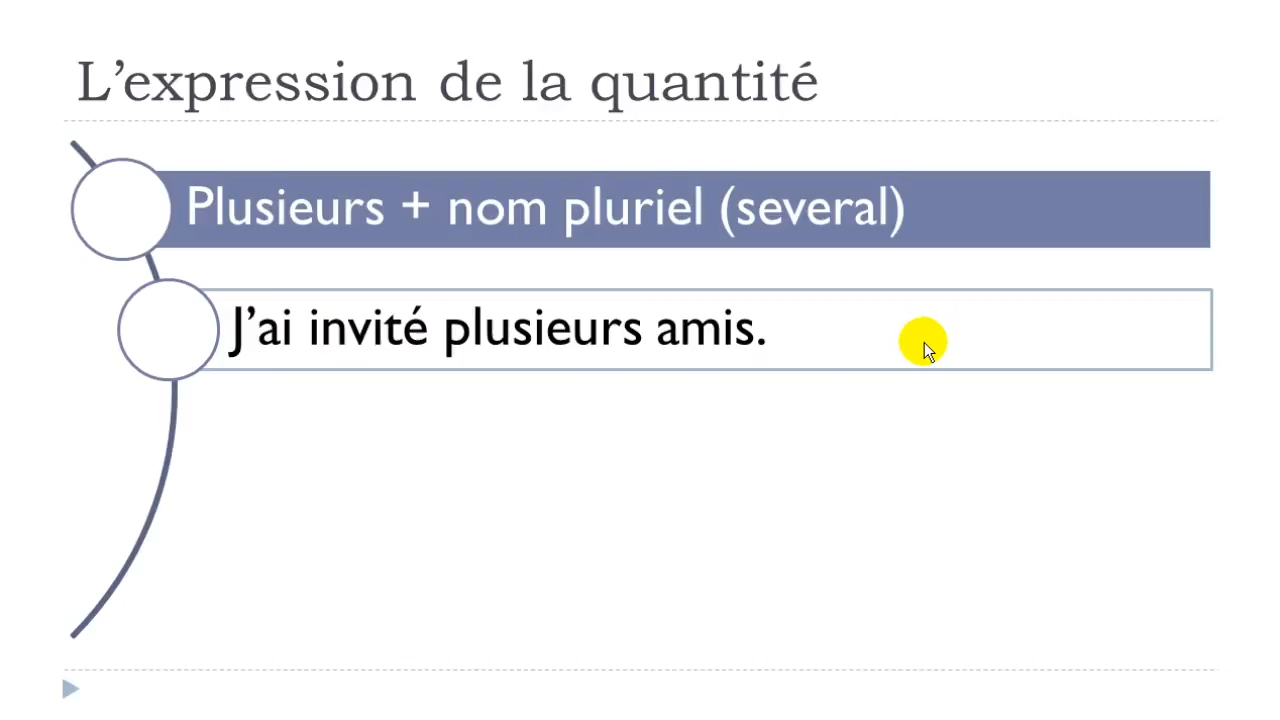 L’expression de la quantité
Plusieurs + nom pluriel (several)
J’ai invité plusieurs amis.